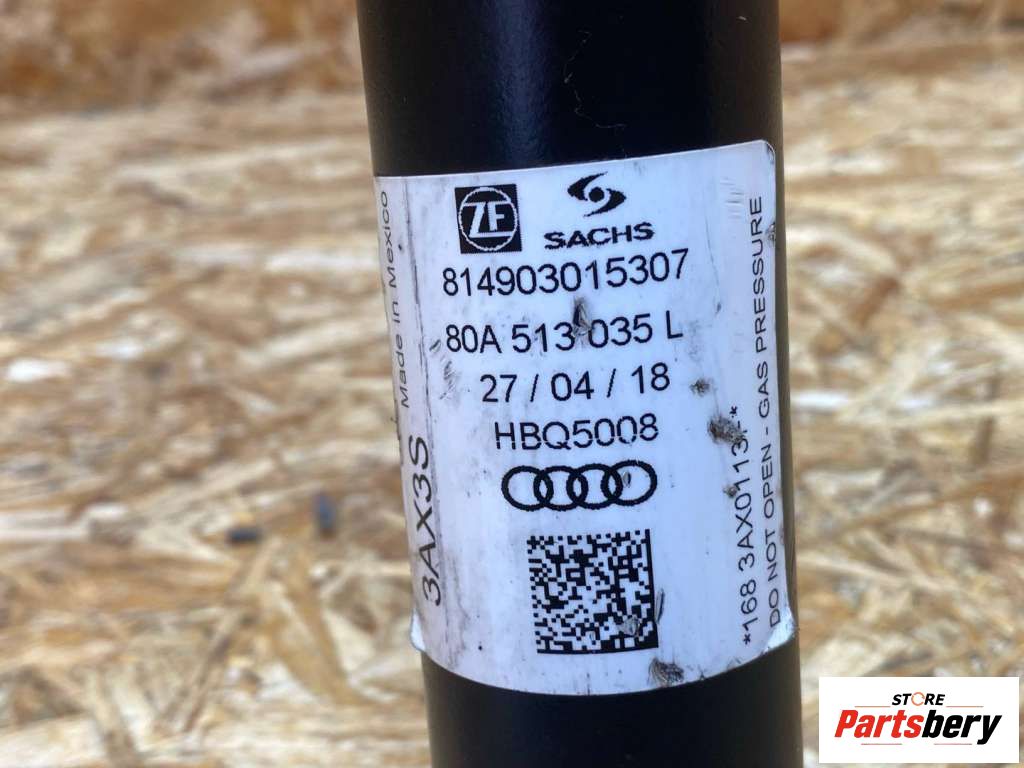 ZF
SACHS
814903015307
80A 513 035 L
27 / 04 / 18
HBQ5008
Made in Mexico
3AX3S
DO NOT OPEN - GAS PRESSURE
STORE
Partsbery